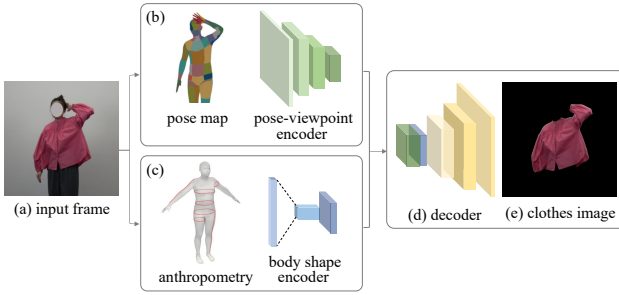 (b)
pose map
pose-viewpoint
encoder
(a) input frame
(c)
anthropometry
body shape
encoder
(d) decoder
(e) clothes image